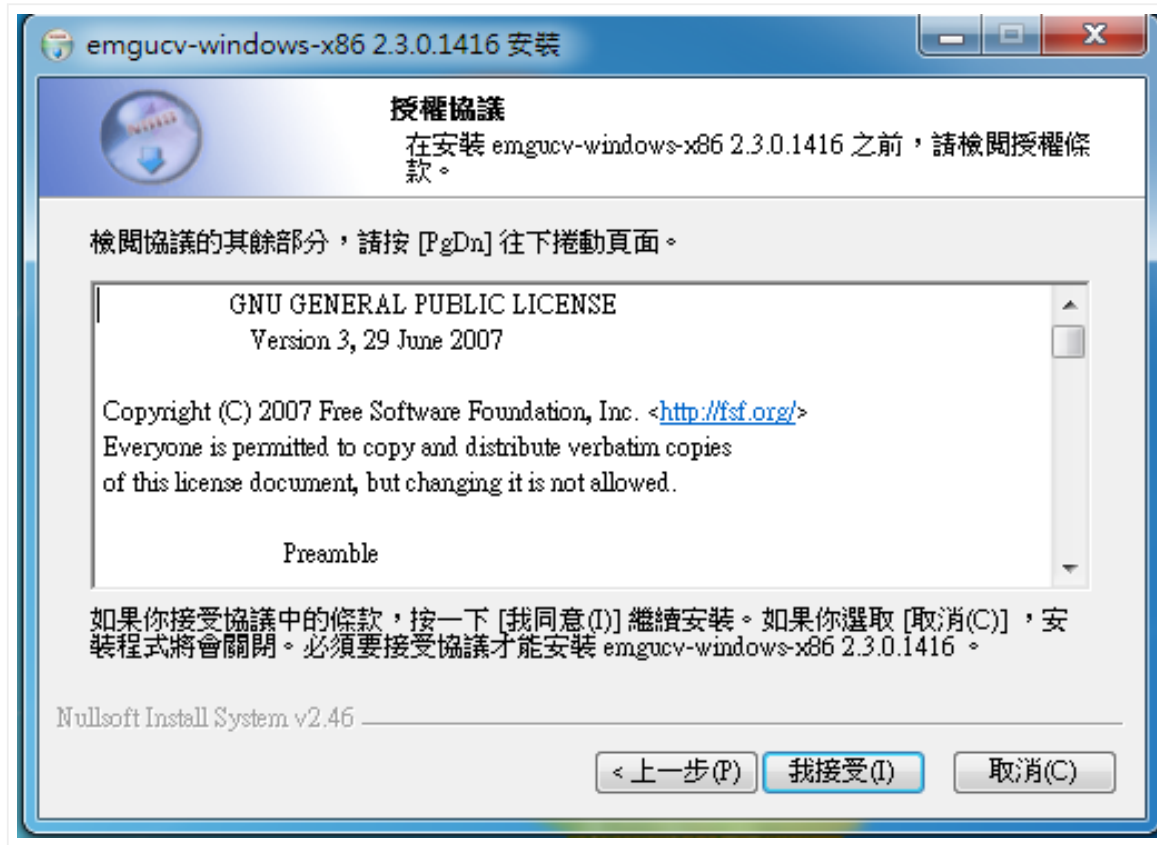 emgucv-windows-x86 2.3.0.1416 安裝
授權協議
在安裝 emgucv-windows-x86 2.3.0.1416 之前，請檢閱授權條
款。
檢閱協議的其餘部分，請按 [PgDn] 往下捲動頁面。
GNU GENERAL PUBLIC LICENSE
Version 3, 29 June 2007
Copyright (C) 2007 Free Software Foundation, Inc. <http://fsf.org/>
Everyone is permitted to copy and distribute verbatim copies
of this license document, but changing it is not allowed.
Preamble
如果你接受協議中的條款，按一下 [我同意(I)] 繼續安裝。如果你選取 [取消(C)] ，安
裝程式將會關閉。必須要接受協議才能安裝 emgucv-windows-x86 2.3.0.1416 。
Nullsoft Install System v2.46
< 上一步(P) 我接受(I) 取消(C)